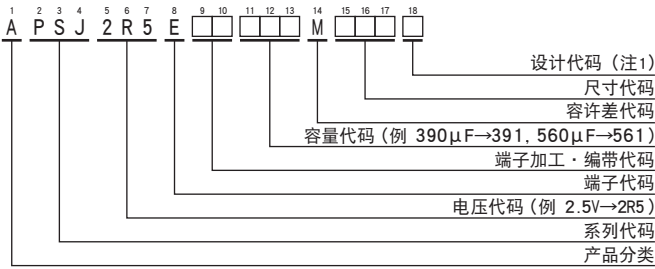 1 2 3 4 5 6 7 8 9 10 11 12 13 14 15 16 17 18
A PSJ 2R5 E □□ □□□ M □□□ □
设计代码（注1）
尺寸代码
容许差代码
容量代码（例 390μF→391, 560μF→561）
端子加工・编带代码
端子代码
电压代码（例 2.5V→2R5）
系列代码
产品分类